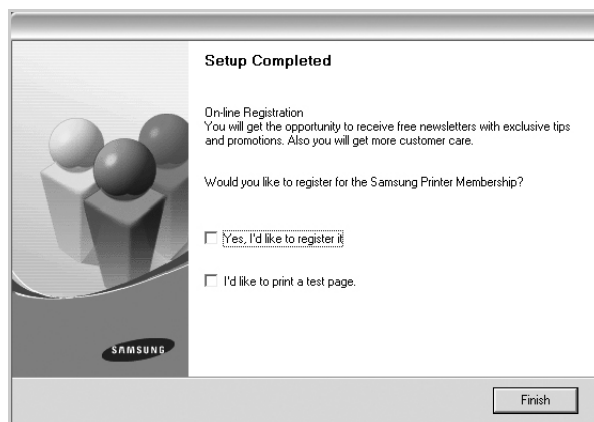 Setup Completed
On-line Registration
You will get the opportunity to receive free newsletters with exclusive tips
and promotions. Also you will get more customer care.
Would you like to register for the Samsung Printer Membership?
Yes, I'd like to register it
I'd like to print a test page.
SAMSUNG
Finish